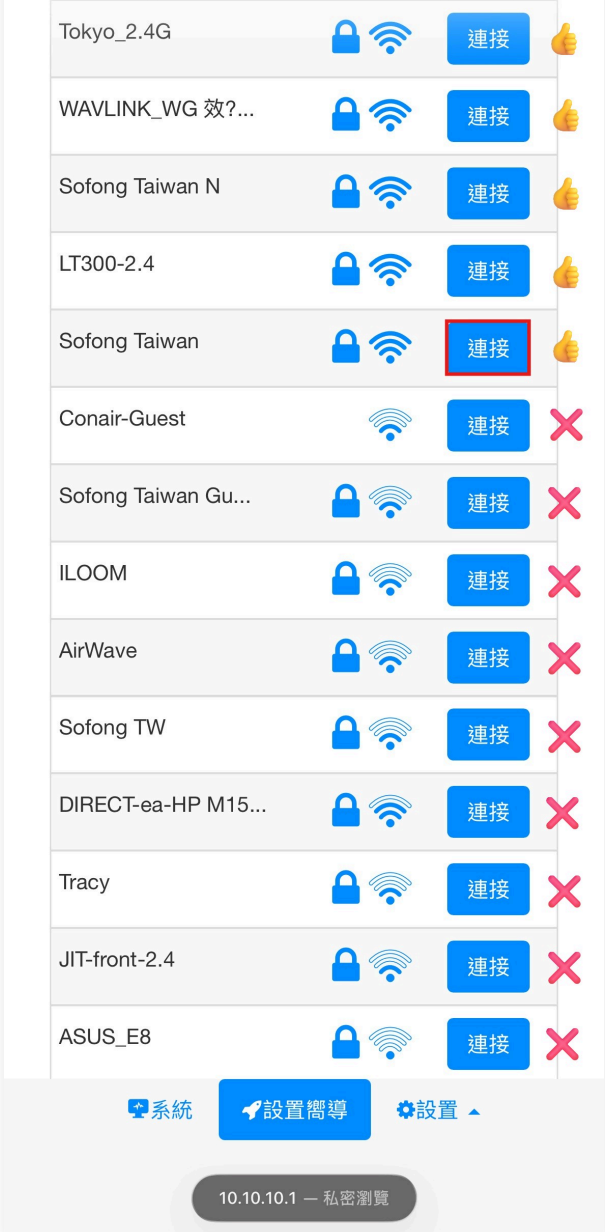 Tokyo_2.4G 連接
WAVLINK_WG 效?... 連接
Sofong Taiwan N 連接
LT300-2.4 連接
Sofong Taiwan 連接
Conair-Guest 連接
Sofong Taiwan Gu... 連接
ILOOM 連接
AirWave 連接
Sofong TW 連接
DIRECT-ea-HP M15... 連接
Tracy 連接
JIT-front-2.4 連接
ASUS_E8 連接
系統 設置嚮導 設置
10.10.10.1 — 私密瀏覽